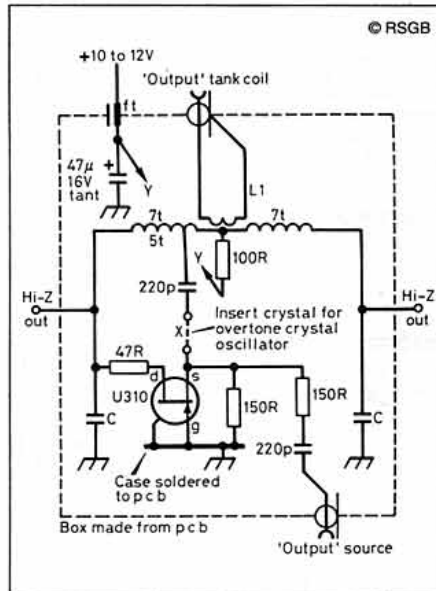 © RSGB
+10 to 12V
'Output' tank coil
ft
47μ
16V
tant
+
Y
L1
7t
7t
5t
100R
Y
220p
Hi-Z
out
Hi-Z
out
Insert crystal for
overtone crystal
oscillator
X
47R
d
s
U310
g
150R
150R
C
C
220p
Case soldered
to pcb
Box made from pcb
'Output' source